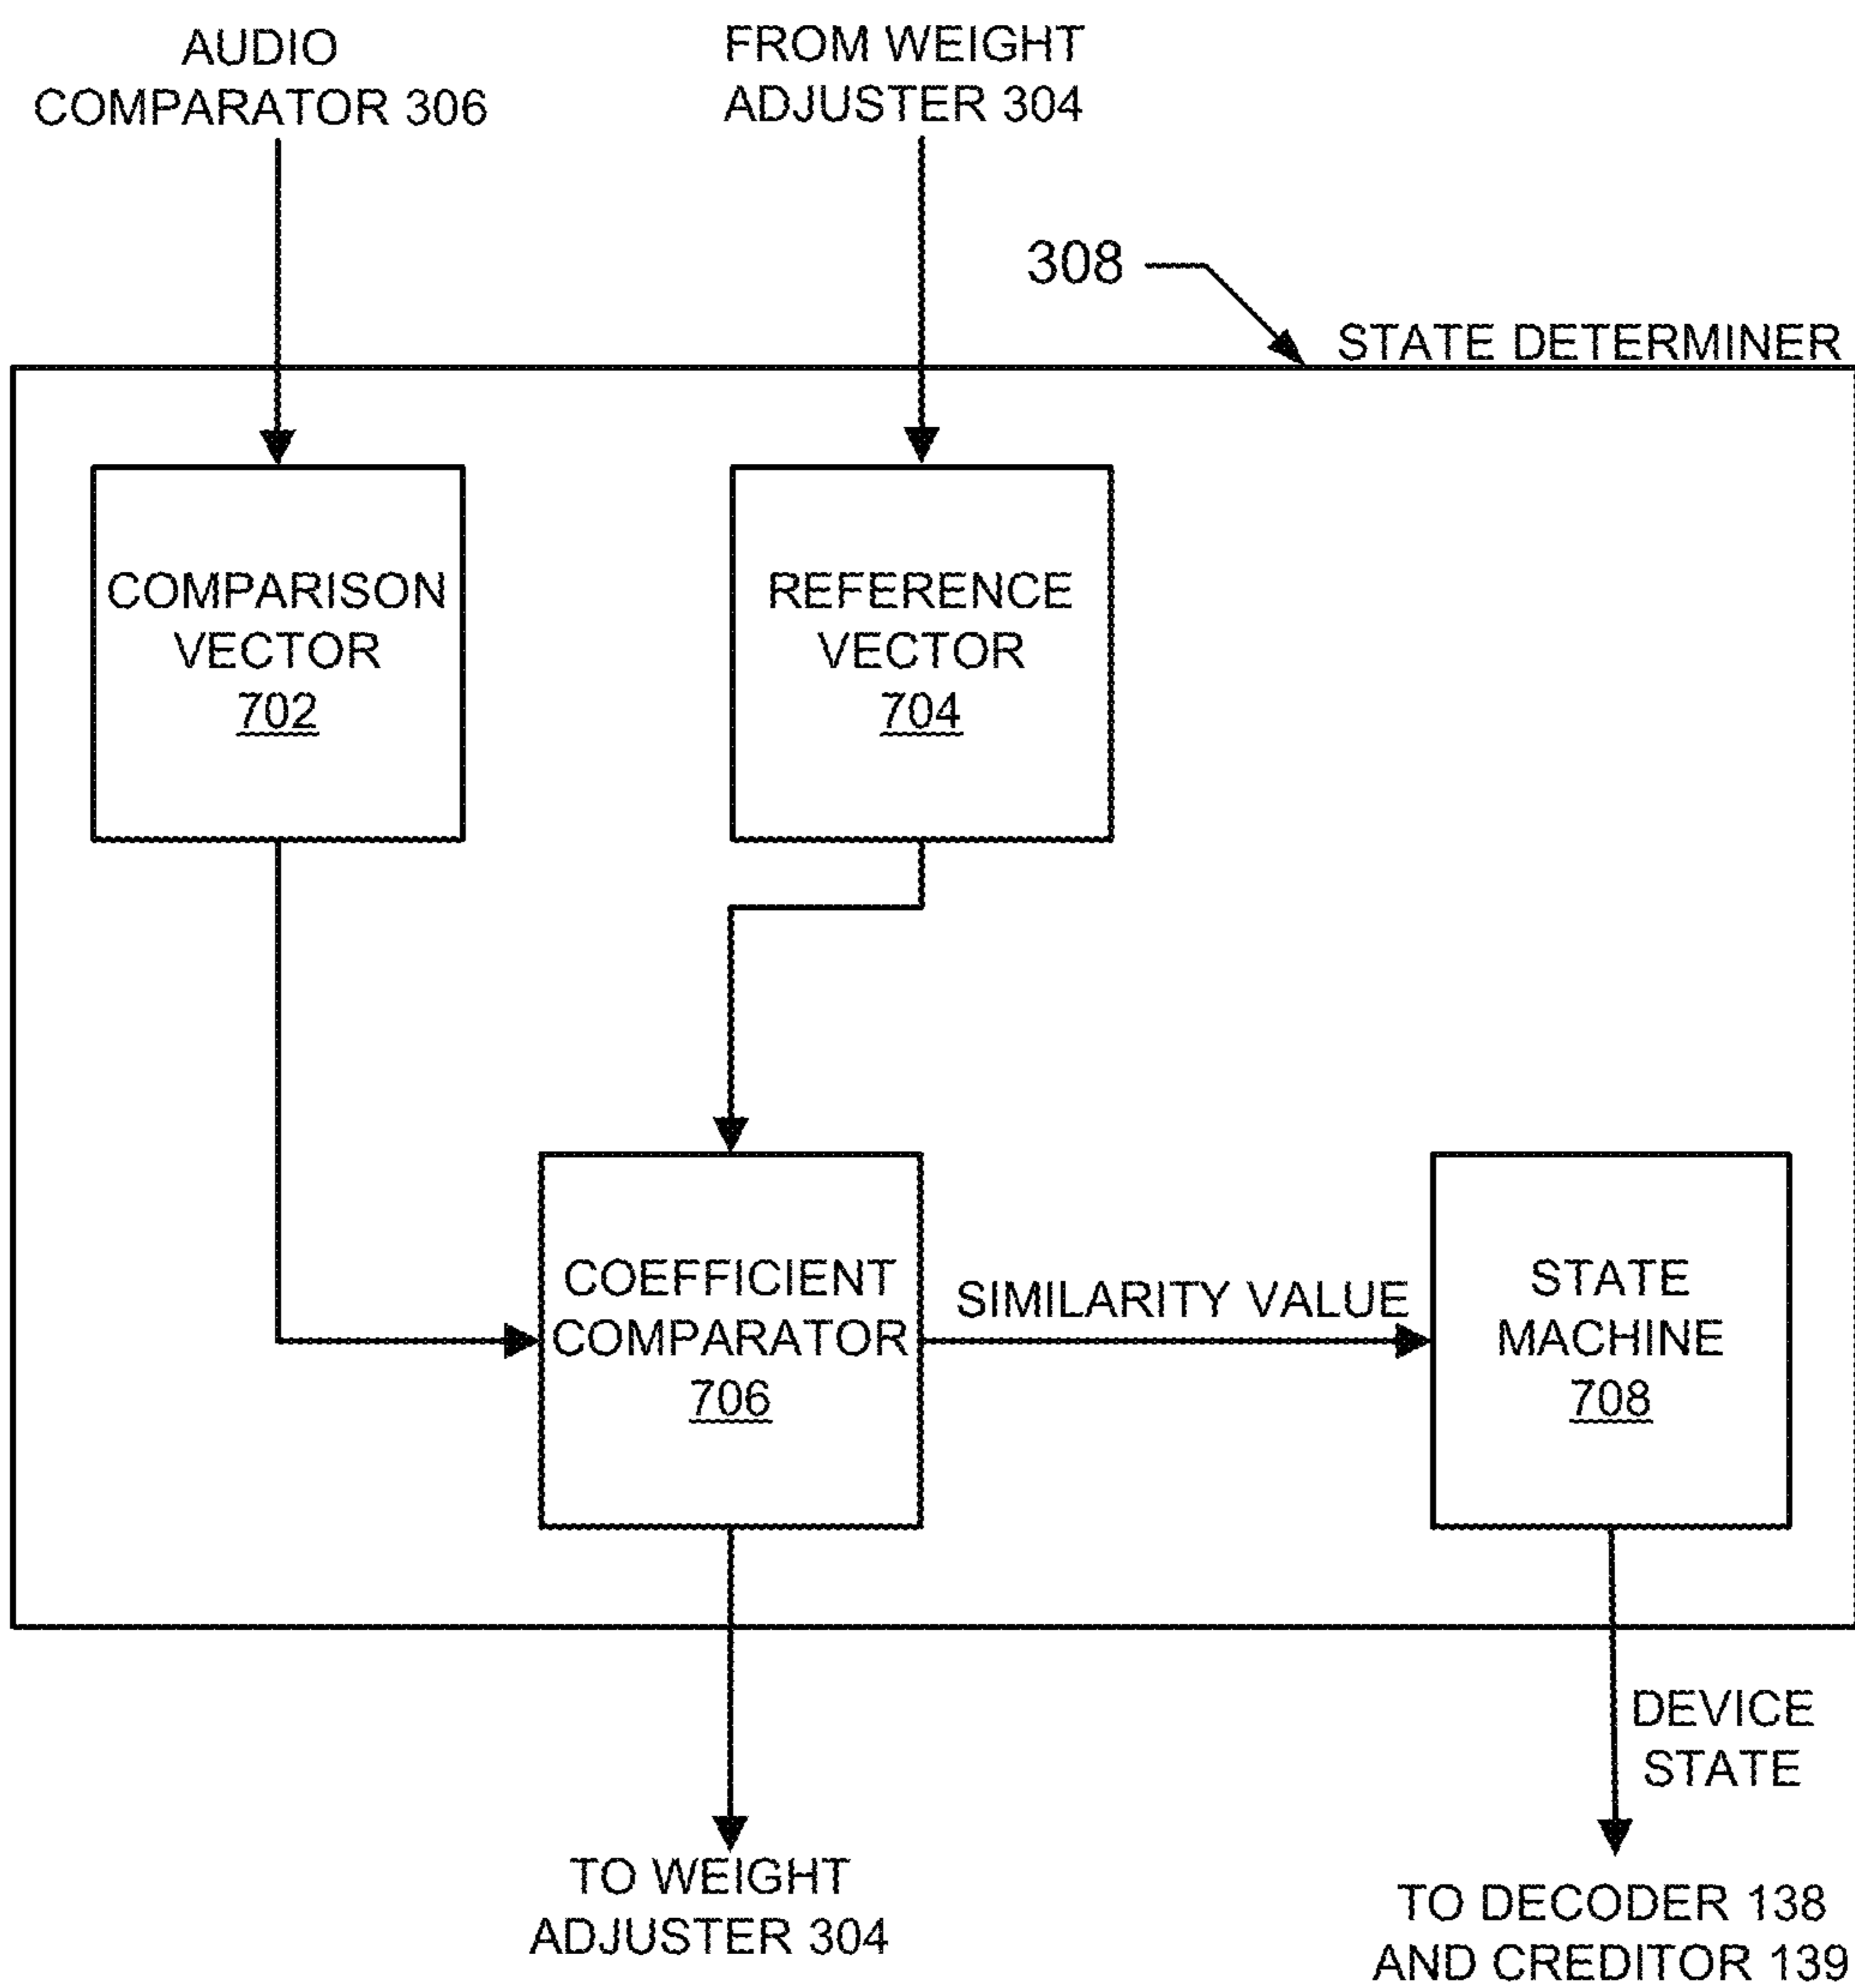 AUDIO
COMPARATOR 306
FROM WEIGHT
ADJUSTER 304
308
STATE DETERMINER
COMPARISON
VECTOR
702
REFERENCE
VECTOR
704
COEFFICIENT
COMPARATOR
706
SIMILARITY VALUE
STATE
MACHINE
708
DEVICE
STATE
TO WEIGHT
ADJUSTER 304
TO DECODER 138
AND CREDITOR 139